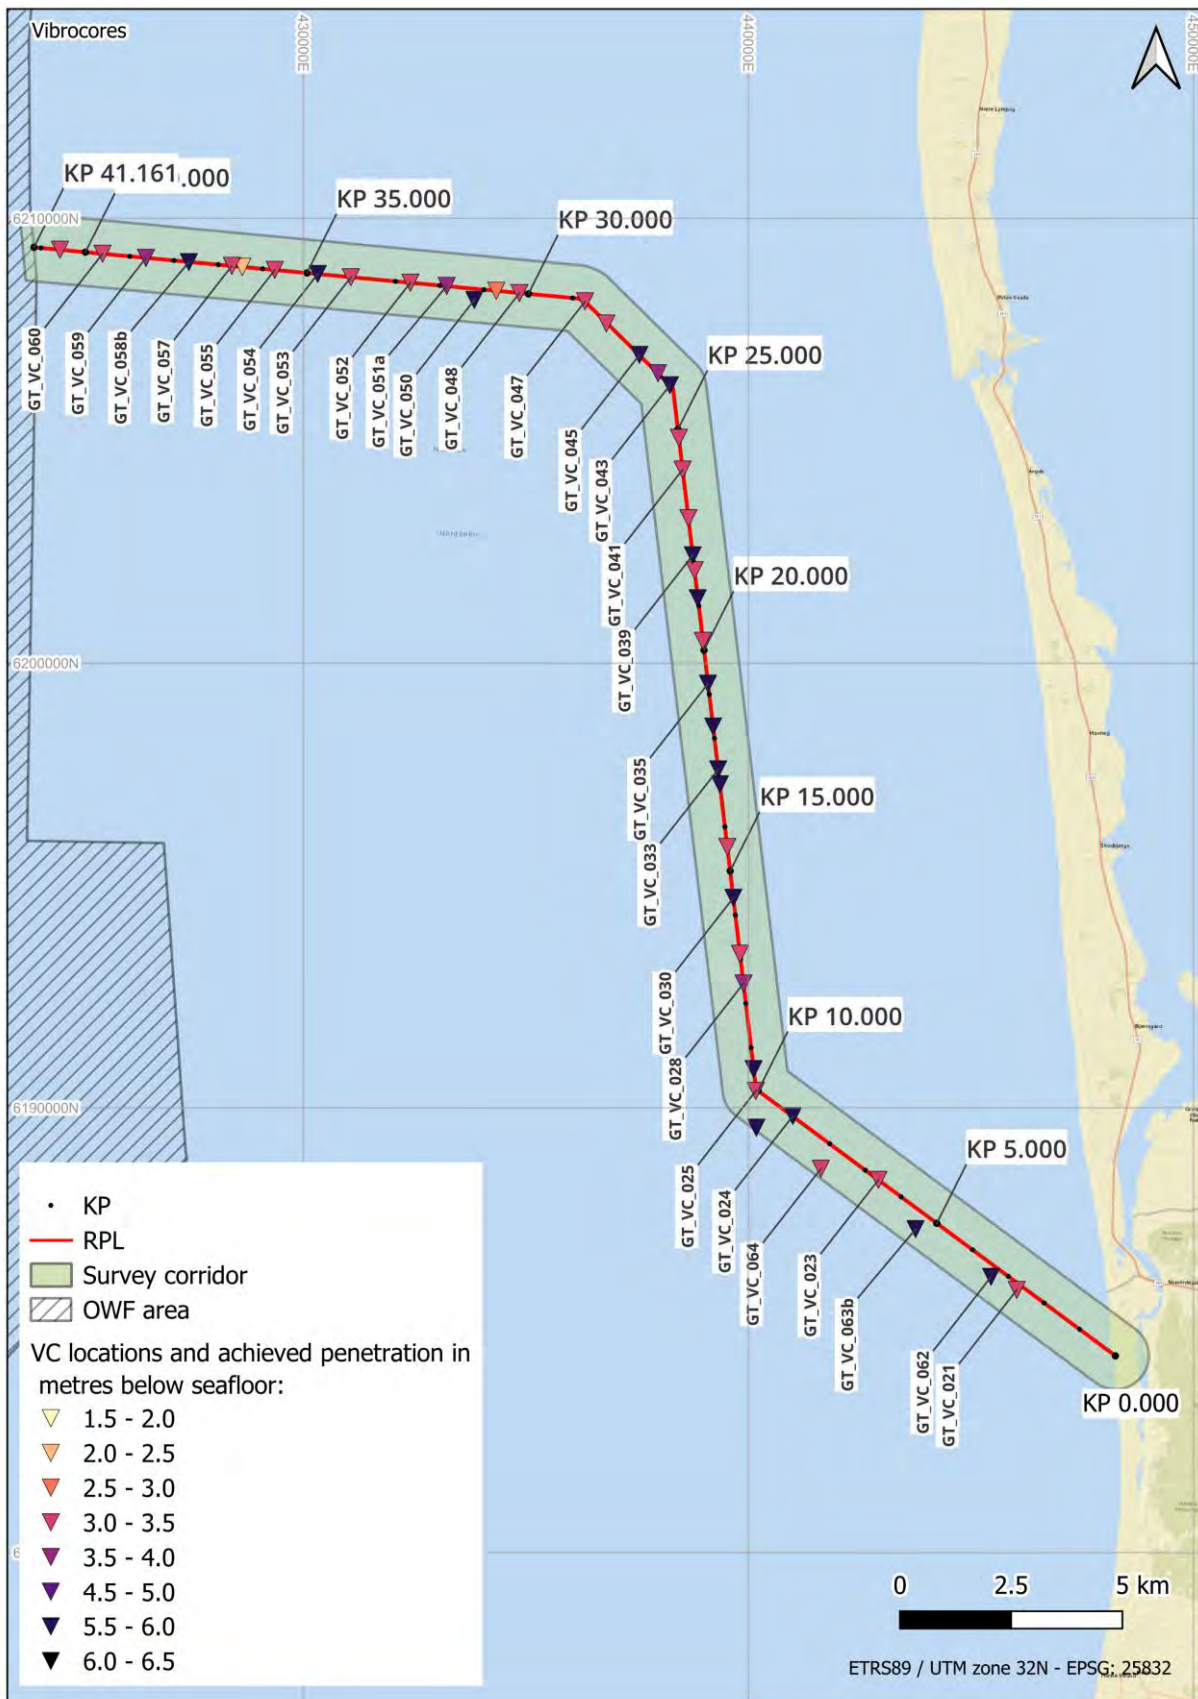 Vibrocores
430000E
440000E
450000E
KP 41.161
.000
KP 35.000
KP 30.000
6210000N
GT_VC_060
GT_VC_059
GT_VC_058b
GT_VC_057
GT_VC_055
GT_VC_054
GT_VC_053
GT_VC_052
GT_VC_051a
GT_VC_050
GT_VC_048
GT_VC_047
KP 25.000
GT_VC_045
GT_VC_043
GT_VC_041
KP 20.000
GT_VC_039
6200000N
GT_VC_035
KP 15.000
GT_VC_033
GT_VC_030
KP 10.000
GT_VC_028
6190000N
GT_VC_025
GT_VC_024
GT_VC_064
GT_VC_023
KP 5.000
GT_VC_063b
GT_VC_062
GT_VC_021
KP 0.000
KP
RPL
Survey corridor
OWF area
VC locations and achieved penetration in
metres below seafloor:
1.5 - 2.0
2.0 - 2.5
2.5 - 3.0
3.0 - 3.5
3.5 - 4.0
4.5 - 5.0
5.5 - 6.0
6.0 - 6.5
0 2.5 5 km
ETRS89 / UTM zone 32N - EPSG: 25832